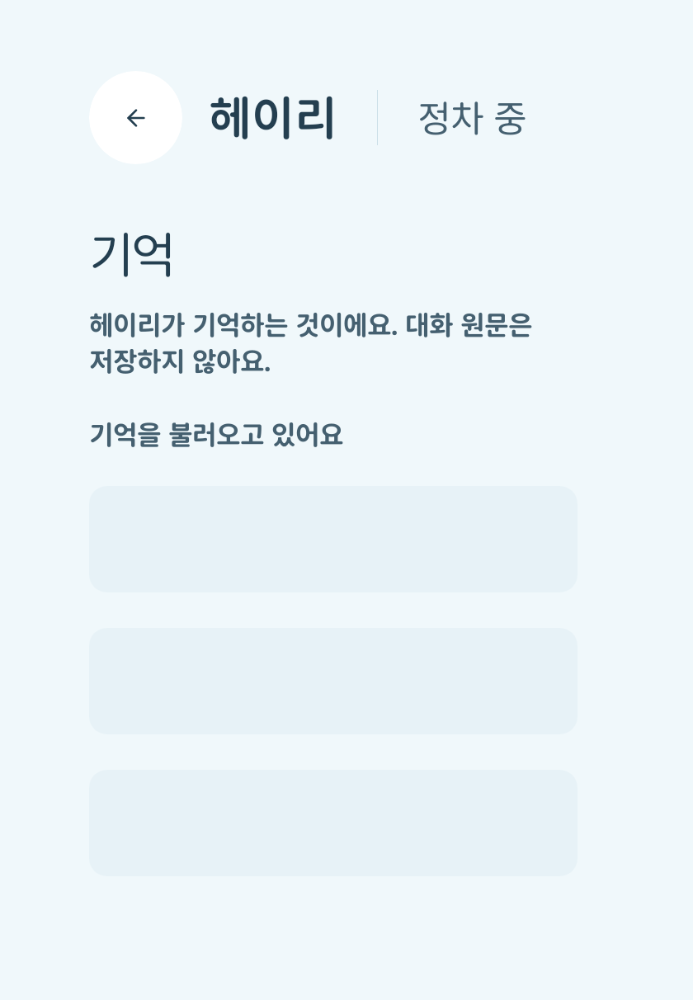 헤이리
정차 중
기억
헤이리가 기억하는 것이에요. 대화 원문은
저장하지 않아요.
기억을 불러오고 있어요